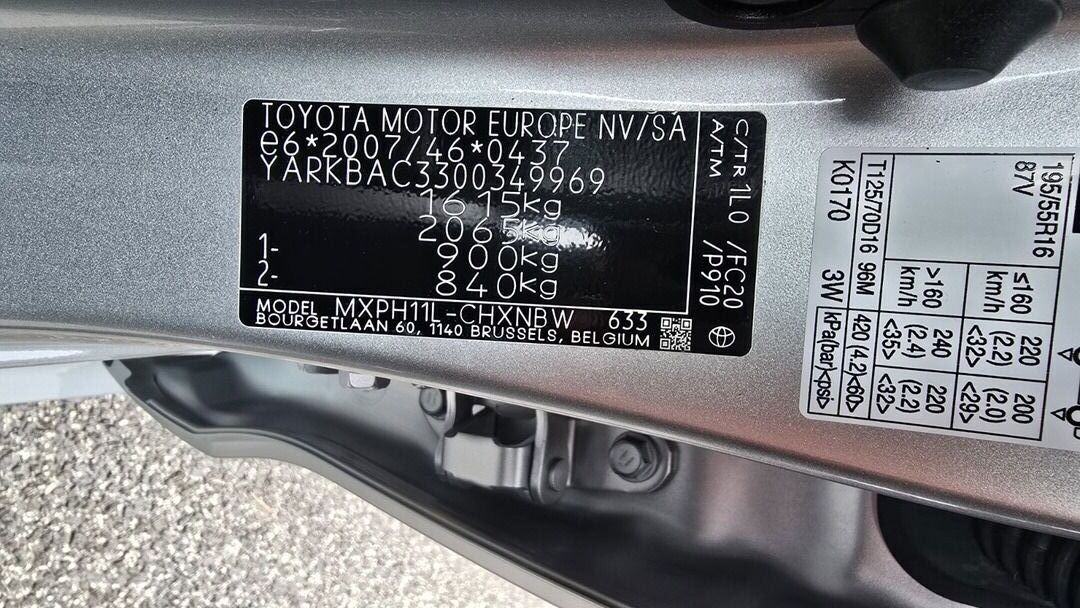 TOYOTA MOTOR EUROPE NV/SA
e6*2007/46*0437
YARKBAC3300349969
1615kg
2065kg
1- 900kg
2- 840kg
MODEL MXPH11L-CHXNBW 633
BOURGETLAAN 60, 1140 BRUSSELS, BELGIUM
C/TR 1L0 /FC20
A/TM /P910
195/55R16
87V
≤160 km/h 220 (2.2) <32> 200 (2.0) <29>
>160 km/h 240 (2.4) <35> 220 (2.2) <32>
T125/70D16 96M 420 4.2 <60>
K0170 3W kPa(bar)<psi>